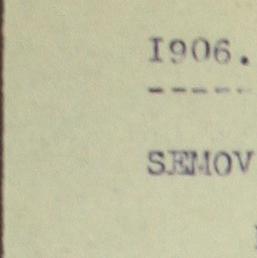 I906.
-----
SEMOV